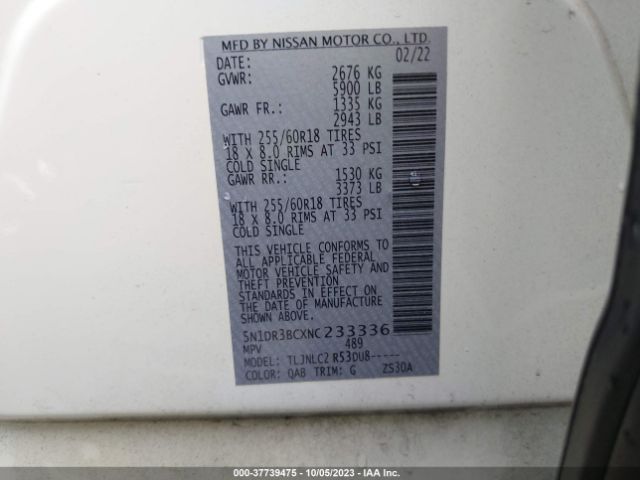 MFD BY NISSAN MOTOR CO., LTD.
DATE: 02/22
GVWR: 2676 KG
5900 LB
GAWR FR.: 1335 KG
2943 LB
WITH 255/60R18 TIRES
18 X 8.0 RIMS AT 33 PSI
COLD SINGLE
GAWR RR.: 1530 KG
3373 LB
WITH 255/60R18 TIRES
18 X 8.0 RIMS AT 33 PSI
COLD SINGLE
THIS VEHICLE CONFORMS TO
ALL APPLICABLE FEDERAL
MOTOR VEHICLE SAFETY AND
THEFT PREVENTION
STANDARDS IN EFFECT ON
THE DATE OF MANUFACTURE
SHOWN ABOVE.
5N1DR3BCXNC233336
MPV 489
MODEL: TLJNLC2 R53DU8-----
COLOR: QAB TRIM: G ZS30A
000-37739475 - 10/05/2023 - IAA Inc.